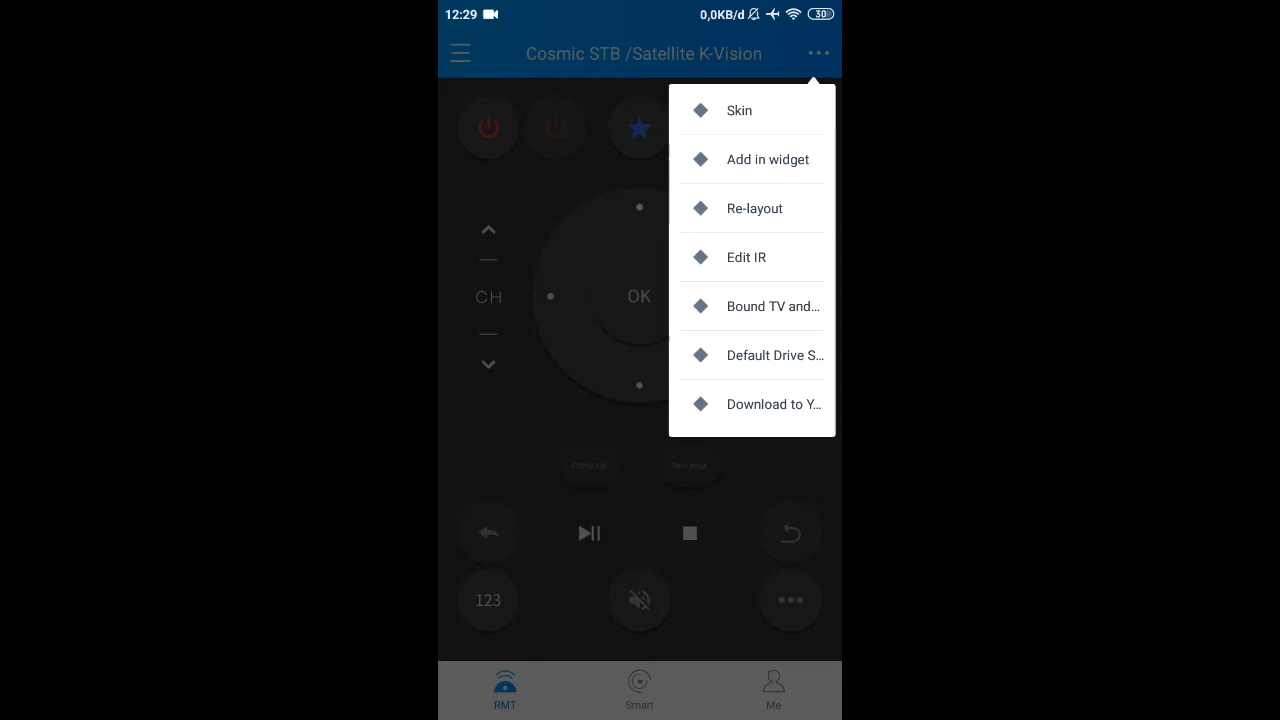 12:29
0,0KB/d
30
Cosmic STB /Satellite K-Vision
Skin
Add in widget
Re-layout
Edit IR
Bound TV and...
Default Drive S...
Download to Y...
CH
OK
Previous
Next page
123
RMT
Smart
Me